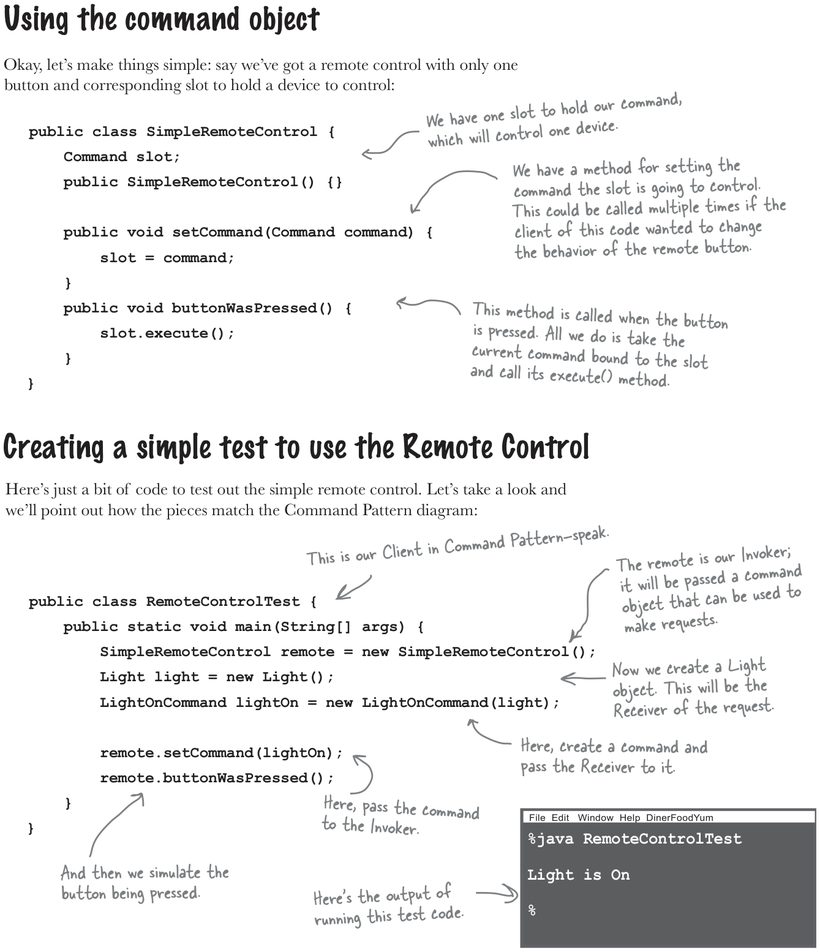 Using the command object
Okay, let's make things simple: say we've got a remote control with only one
button and corresponding slot to hold a device to control:
public class SimpleRemoteControl {
Command slot;
public SimpleRemoteControl() {}
public void setCommand(Command command) {
slot = command;
}
public void buttonWasPressed() {
slot.execute();
}
}
We have one slot to hold our command,
which will control one device.
We have a method for setting the
command the slot is going to control.
This could be called multiple times if the
client of this code wanted to change
the behavior of the remote button.
This method is called when the button
is pressed. All we do is take the
current command bound to the slot
and call its execute() method.
Creating a simple test to use the Remote Control
Here's just a bit of code to test out the simple remote control. Let's take a look and
we'll point out how the pieces match the Command Pattern diagram:
This is our Client in Command Pattern-speak.
public class RemoteControlTest {
public static void main(String[] args) {
SimpleRemoteControl remote = new SimpleRemoteControl();
Light light = new Light();
LightOnCommand lightOn = new LightOnCommand(light);
remote.setCommand(lightOn);
remote.buttonWasPressed();
}
}
The remote is our Invoker;
it will be passed a command
object that can be used to
make requests.
Now we create a Light
object. This will be the
Receiver of the request.
Here, create a command and
pass the Receiver to it.
Here, pass the command
to the Invoker.
And then we simulate the
button being pressed.
Here's the output of
running this test code.
File Edit Window Help DinerFoodYum
%java RemoteControlTest
Light is On
%